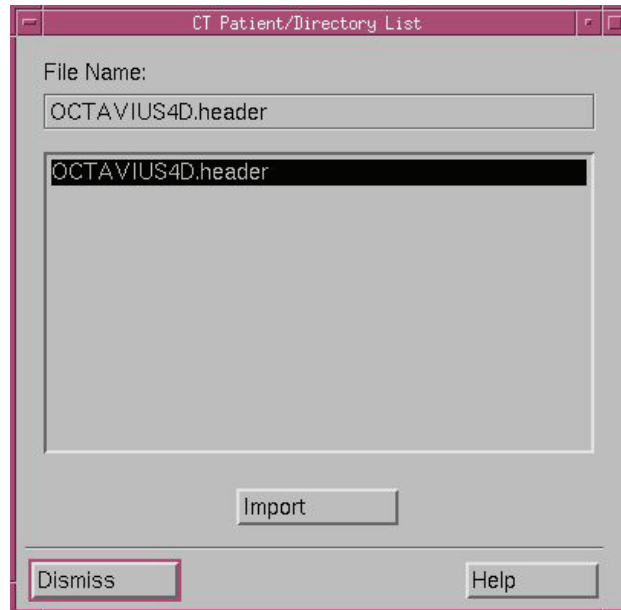 CT Patient/Directory List
File Name:
OCTAVIUS4D.header
OCTAVIUS4D.header
Import
Dismiss
Help